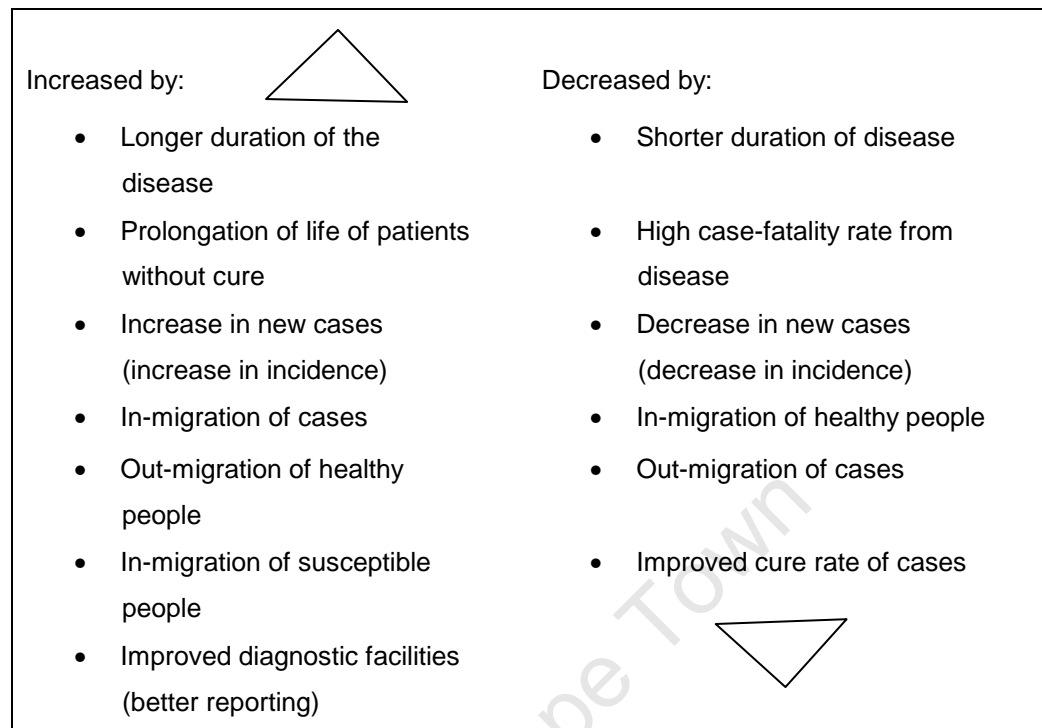 Increased by:
• Longer duration of the
disease
• Prolongation of life of patients
without cure
• Increase in new cases
(increase in incidence)
• In-migration of cases
• Out-migration of healthy
people
• In-migration of susceptible
people
• Improved diagnostic facilities
(better reporting)
Decreased by:
• Shorter duration of disease
• High case-fatality rate from
disease
• Decrease in new cases
(decrease in incidence)
• In-migration of healthy people
• Out-migration of cases
• Improved cure rate of cases
pe Town